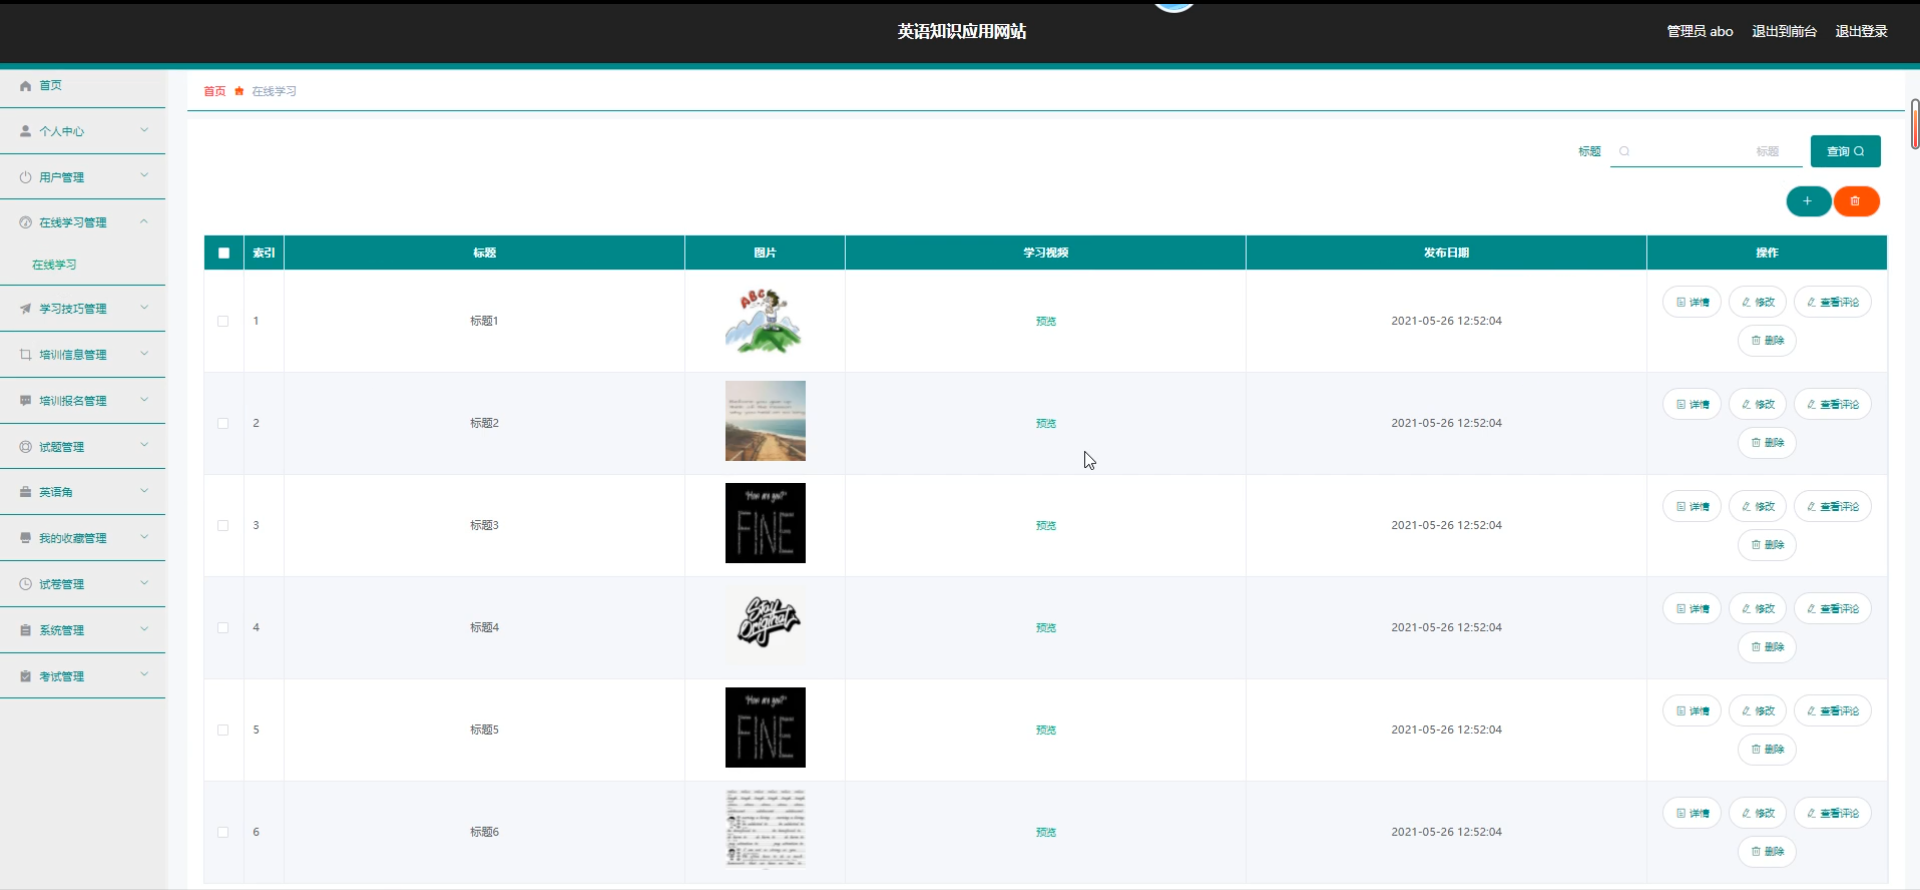 英语知识应用网站
管理员 abo 退出到前台 退出登录
首页
个人中心
用户管理
在线学习管理
在线学习
学习技巧管理
培训信息管理
培训报名管理
试题管理
英语角
我的收藏管理
试卷管理
系统管理
考试管理
首页 在线学习
标题 标题 查询
索引 标题 图片 学习视频 发布日期 操作
1 标题1 ABC 预览 2021-05-26 12:52:04 详情 修改 查看评论
删除
2 标题2 预览 2021-05-26 12:52:04 详情 修改 查看评论
删除
3 标题3 "How are you?" FINE 预览 2021-05-26 12:52:04 详情 修改 查看评论
删除
4 标题4 Stay Original 预览 2021-05-26 12:52:04 详情 修改 查看评论
删除
5 标题5 "How are you?" FINE 预览 2021-05-26 12:52:04 详情 修改 查看评论
删除
6 标题6 预览 2021-05-26 12:52:04 详情 修改 查看评论
删除